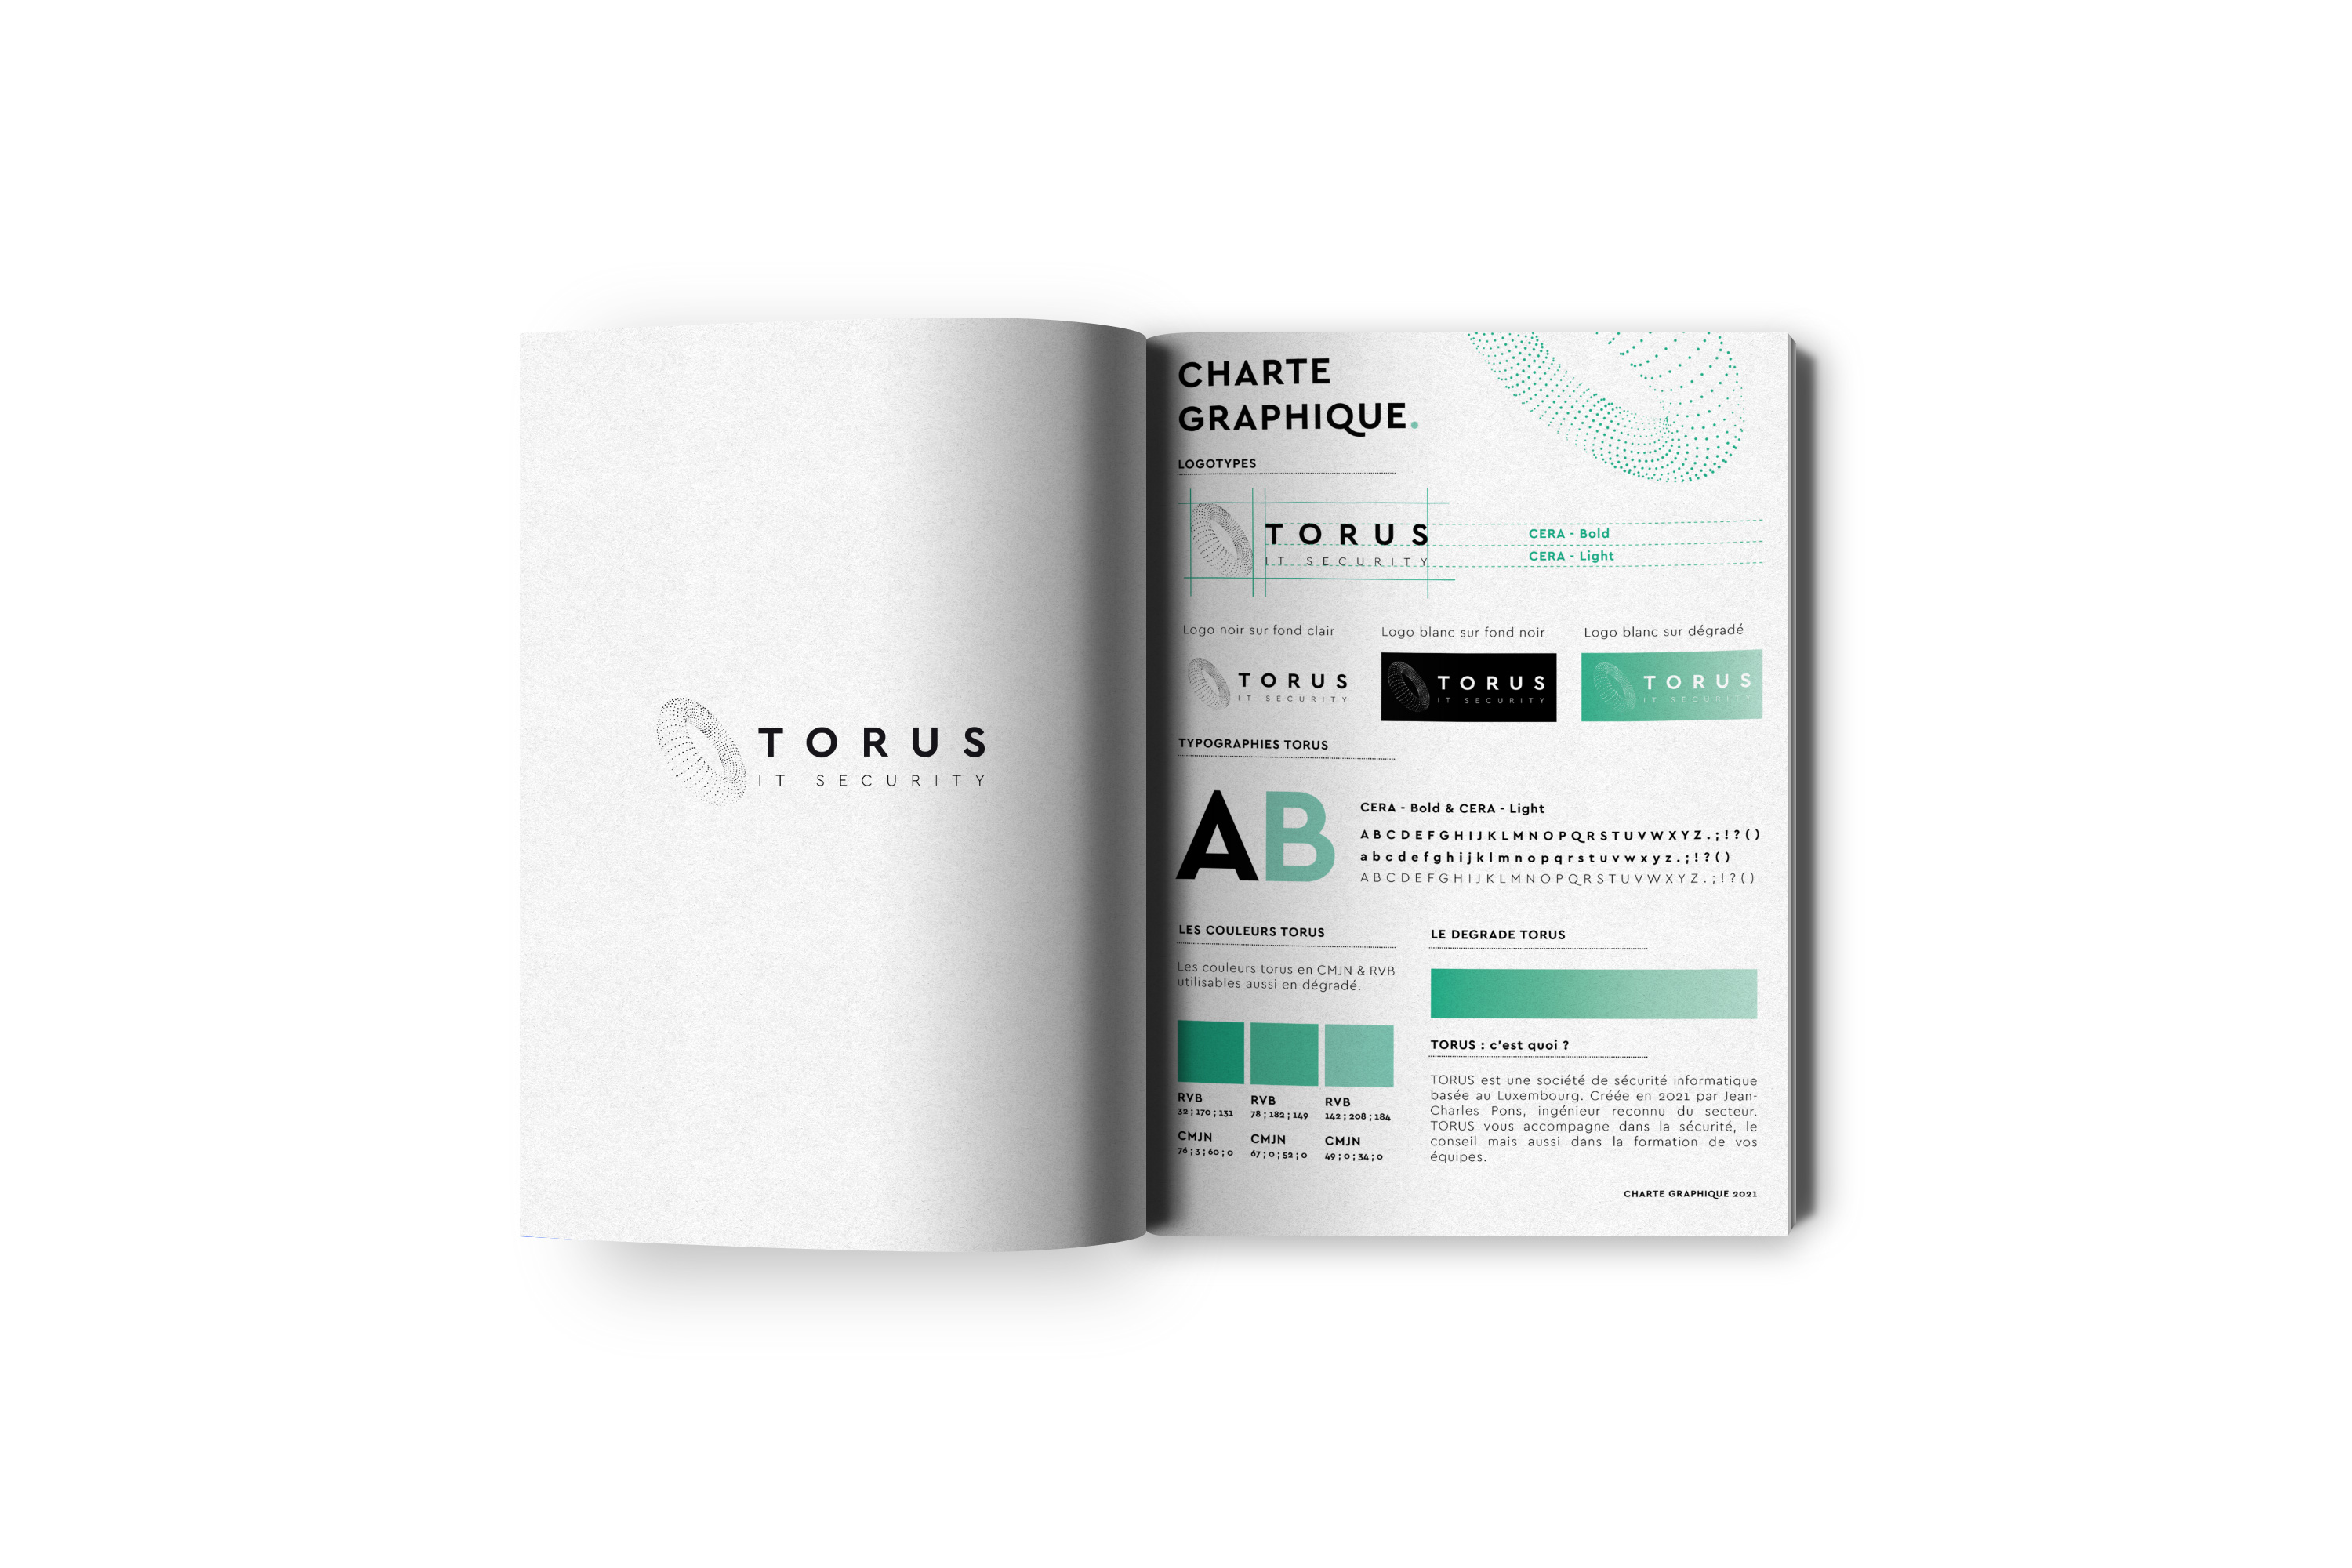 TORUS
IT SECURITY
CHARTE
GRAPHIQUE.
LOGOTYPES
TORUS
IT SECURITY
CERA - Bold
CERA - Light
Logo noir sur fond clair
TORUS
IT SECURITY
Logo blanc sur fond noir
TORUS
IT SECURITY
Logo blanc sur dégradé
TORUS
IT SECURITY
TYPOGRAPHIES TORUS
AB
CERA - Bold & CERA - Light
ABCDEFGHIJKLMNOPQRSTUVWXYZ.;!?()
abcdefghijklmnopqrstuvwxyz.;!?()
ABCDEFGHIJKLMNOPQRSTUVWXYZ.;!?()
LES COULEURS TORUS
Les couleurs torus en CMJN & RVB
utilisables aussi en dégradé.
RVB
32 ; 170 ; 131
CMJN
76 ; 3 ; 60 ; 0
RVB
78 ; 182 ; 149
CMJN
67 ; 0 ; 52 ; 0
RVB
142 ; 208 ; 184
CMJN
49 ; 0 ; 34 ; 0
LE DEGRADE TORUS
TORUS : c'est quoi ?
TORUS est une société de sécurité informatique
basée au Luxembourg. Créée en 2021 par Jean-
Charles Pons, ingénieur reconnu du secteur.
TORUS vous accompagne dans la sécurité, le
conseil mais aussi dans la formation de vos
équipes.
CHARTE GRAPHIQUE 2021